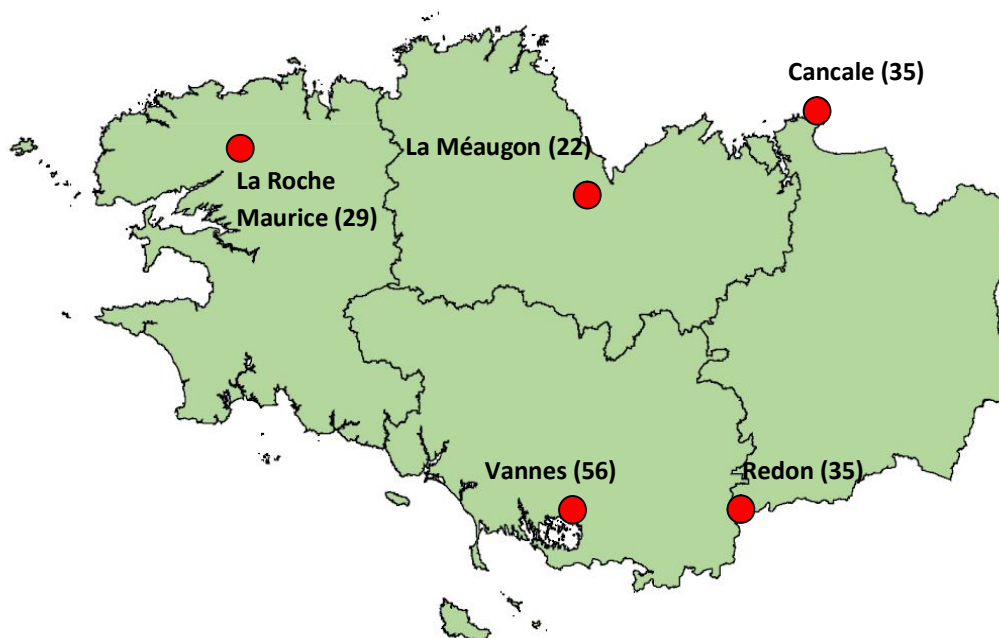 Cancale (35)
La Méaugon (22)
La Roche
Maurice (29)
Vannes (56)
Redon (35)